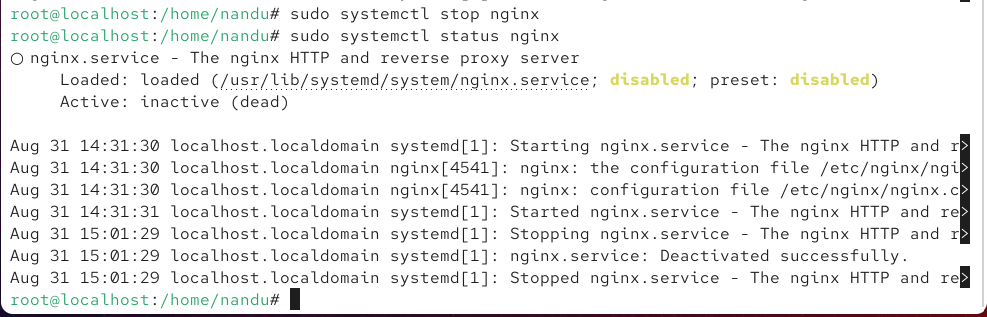 root@localhost:/home/nandu# sudo systemctl stop nginx
root@localhost:/home/nandu# sudo systemctl status nginx
○ nginx.service - The nginx HTTP and reverse proxy server
     Loaded: loaded (/usr/lib/systemd/system/nginx.service; disabled; preset: disabled)
     Active: inactive (dead)

Aug 31 14:31:30 localhost.localdomain systemd[1]: Starting nginx.service - The nginx HTTP and r>
Aug 31 14:31:30 localhost.localdomain nginx[4541]: nginx: the configuration file /etc/nginx/ngi>
Aug 31 14:31:30 localhost.localdomain nginx[4541]: nginx: configuration file /etc/nginx/nginx.c>
Aug 31 14:31:31 localhost.localdomain systemd[1]: Started nginx.service - The nginx HTTP and re>
Aug 31 15:01:29 localhost.localdomain systemd[1]: Stopping nginx.service - The nginx HTTP and r>
Aug 31 15:01:29 localhost.localdomain systemd[1]: nginx.service: Deactivated successfully.
Aug 31 15:01:29 localhost.localdomain systemd[1]: Stopped nginx.service - The nginx HTTP and re>
root@localhost:/home/nandu#